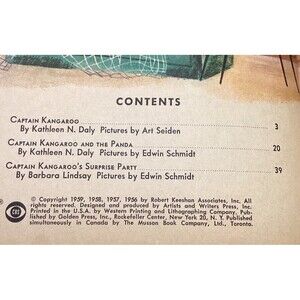 CONTENTS
CAPTAIN KANGAROO
By Kathleen N. Daly Pictures by Art Seiden 3
CAPTAIN KANGAROO AND THE PANDA
By Kathleen N. Daly Pictures by Edwin Schmidt 20
CAPTAIN KANGAROO'S SURPRISE PARTY
By Barbara Lindsay Pictures by Edwin Schmidt 39
® CBS
© Copyright 1959, 1958, 1957, 1956 by Robert Keeshan Associates, Inc. All
rights reserved. Designed and produced by Artists and Writers Press, Inc.
Printed in the U.S.A. by Western Printing and Lithographing Company. Pub-
lished by Golden Press, Inc., Rockefeller Center, New York 20, N. Y. Published
simultaneously in Canada by The Musson Book Company, Ltd., Toronto.